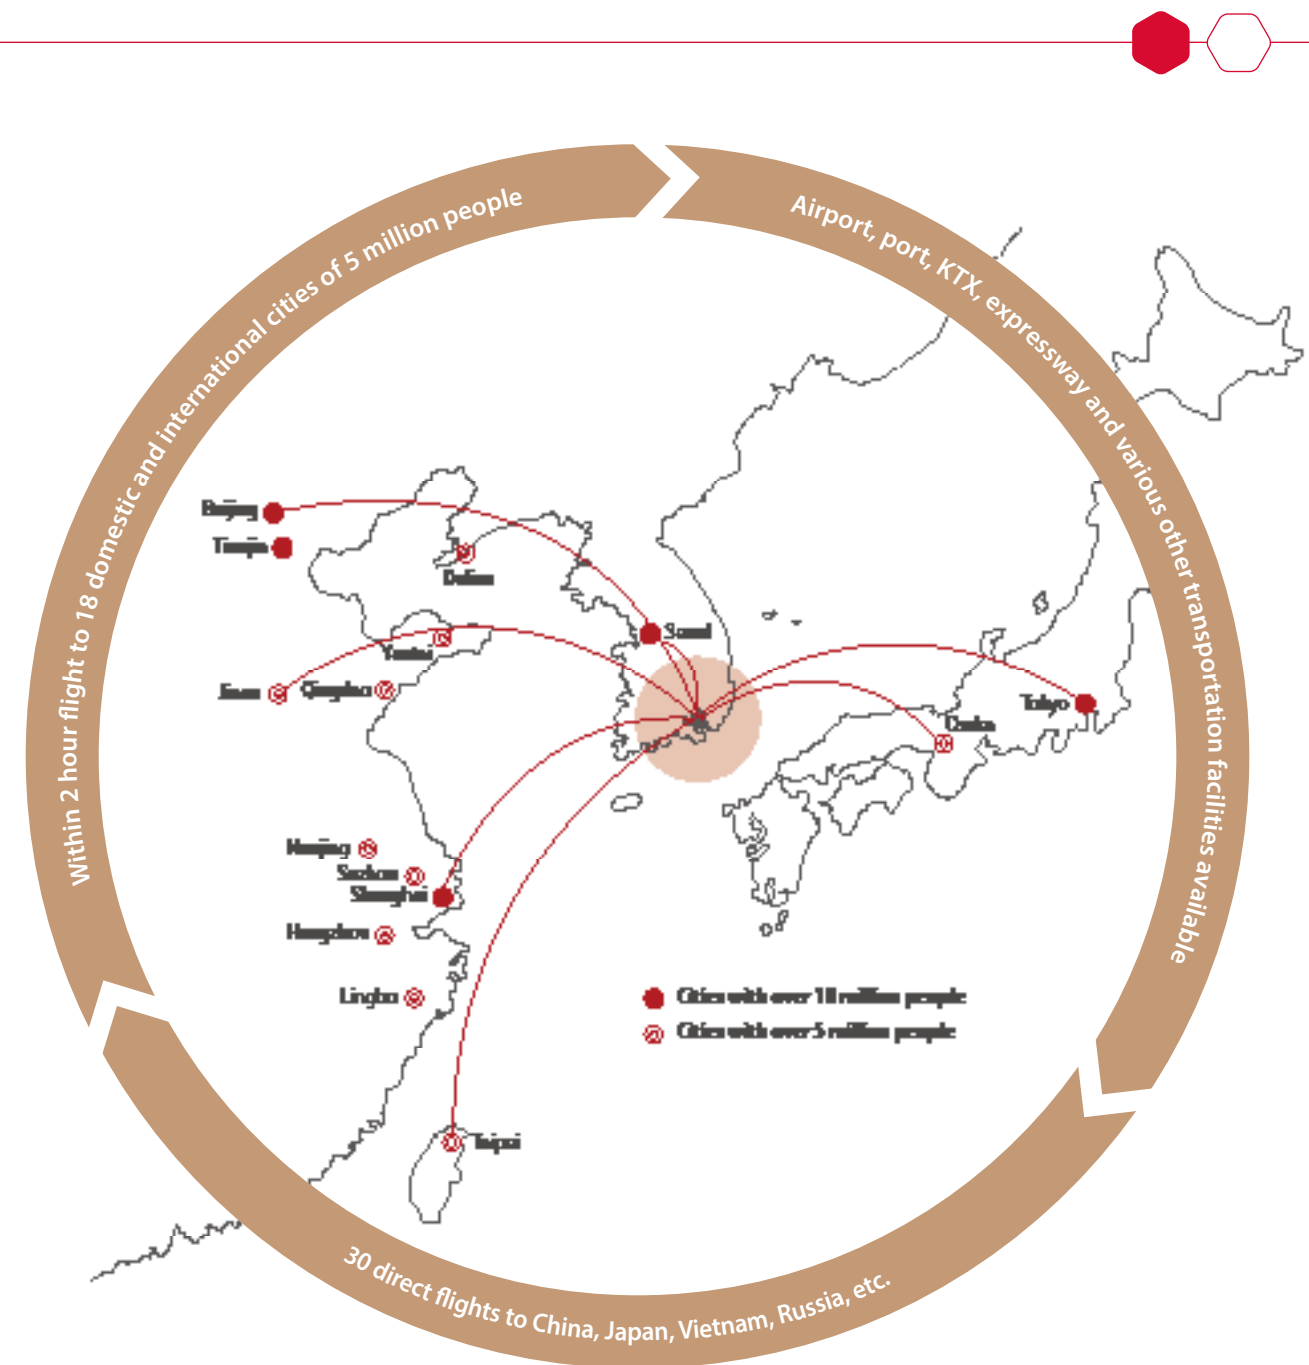 Within 2 hour flight to 18 domestic and international cities of 5 million people
Airport, port, KTX, expressway and various other transportation facilities available
Beijing
Tianjin
Dalian
Seoul
Yantai
Jinan
Qingdao
Tokyo
Osaka
Nanjing
Suzhou
Shanghai
Hangzhou
Lingbo
Cities with over 10 million people
Cities with over 5 million people
Taipei
30 direct flights to China, Japan, Vietnam, Russia, etc.